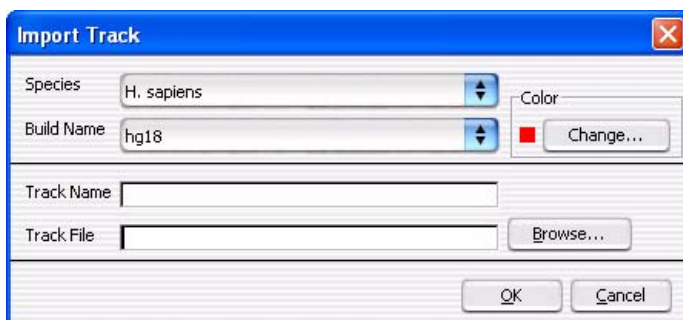 Import Track
Species H. sapiens
Color
Build Name hg18
Change...
Track Name
Track File Browse...
OK Cancel